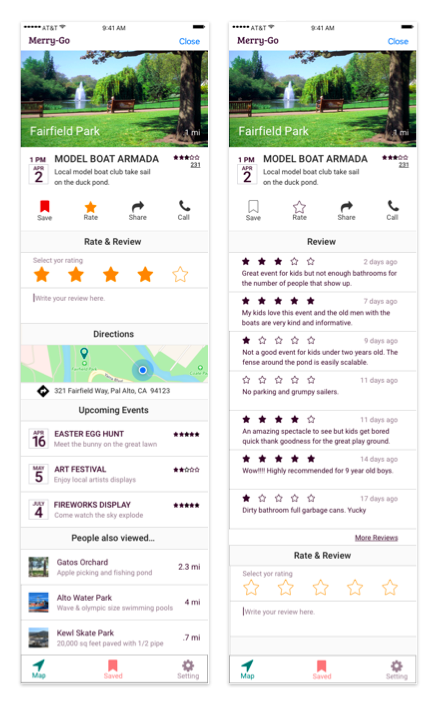 AT&T 9:41 AM
Merry-Go Close
Fairfield Park 1 mi
1 PM
APR
2
MODEL BOAT ARMADA
Local model boat club take sail
on the duck pond.
231
Save Rate Share Call
Rate & Review
Select yor rating
Write your review here.
Directions
321 Fairfield Way, Pal Alto, CA 94123
Upcoming Events
APR
16
EASTER EGG HUNT
Meet the bunny on the great lawn
MAY
5
ART FESTIVAL
Enjoy local artists displays
JULY
4
FIREWORKS DISPLAY
Come watch the sky explode
People also viewed...
Gatos Orchard
Apple picking and fishing pond
2.3 mi
Alto Water Park
Wave & olympic size swimming pools
4 mi
Kewl Skate Park
20,000 sq feet paved with 1/2 pipe
.7 mi
Map Saved Setting
AT&T 9:41 AM
Merry-Go Close
Fairfield Park 1 mi
1 PM
APR
2
MODEL BOAT ARMADA
Local model boat club take sail
on the duck pond.
231
Save Rate Share Call
Review
2 days ago
Great event for kids but not enough bathrooms for
the number of people that show up.
7 days ago
My kids love this event and the old men with the
boats are very kind and informative.
9 days ago
Not a good event for kids under two years old. The
fense around the pond is easily scalable.
11 days ago
No parking and grumpy sailers.
11 days ago
An amazing spectacle to see but kids get bored
quick thank goodness for the great play ground.
14 days ago
Wow!!!! Highly recommended for 9 year old boys.
17 days ago
Dirty bathroom full garbage cans. Yucky
More Reviews
Rate & Review
Select yor rating
Write your review here.
Map Saved Setting